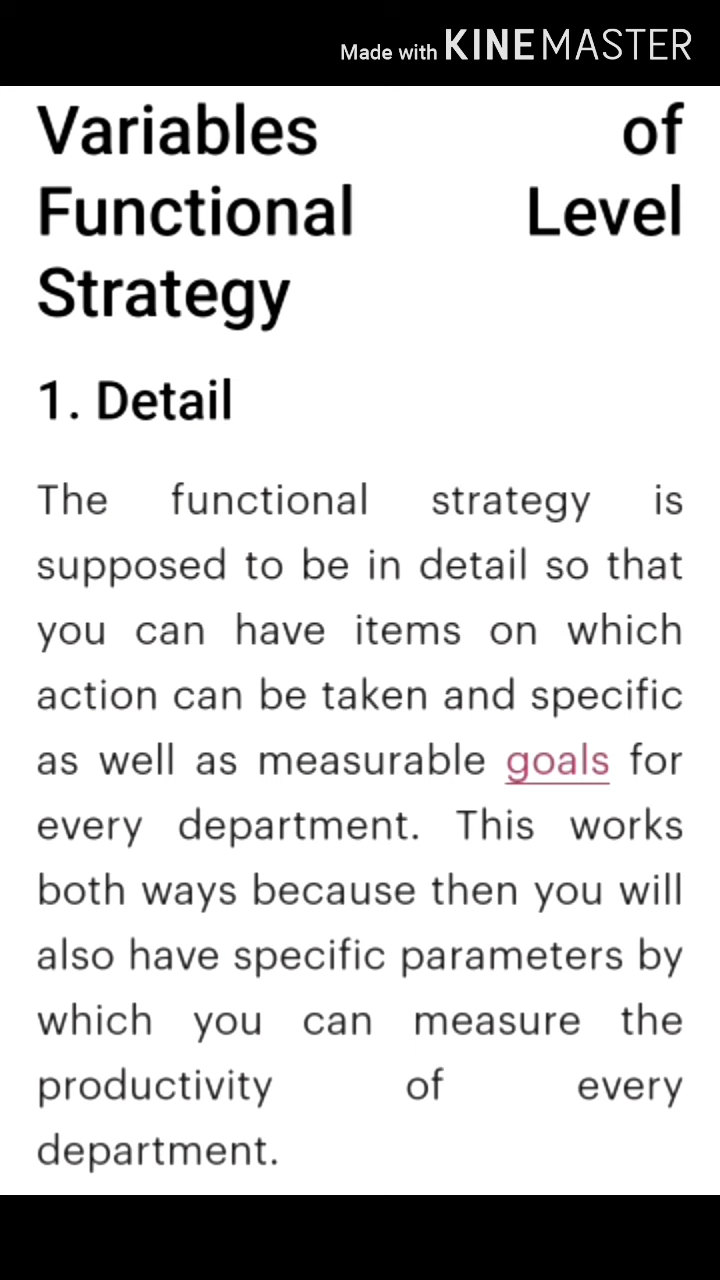 Made with KINEMASTER
Variables of
Functional Level
Strategy
1. Detail
The functional strategy is
supposed to be in detail so that
you can have items on which
action can be taken and specific
as well as measurable goals for
every department. This works
both ways because then you will
also have specific parameters by
which you can measure the
productivity of every
department.